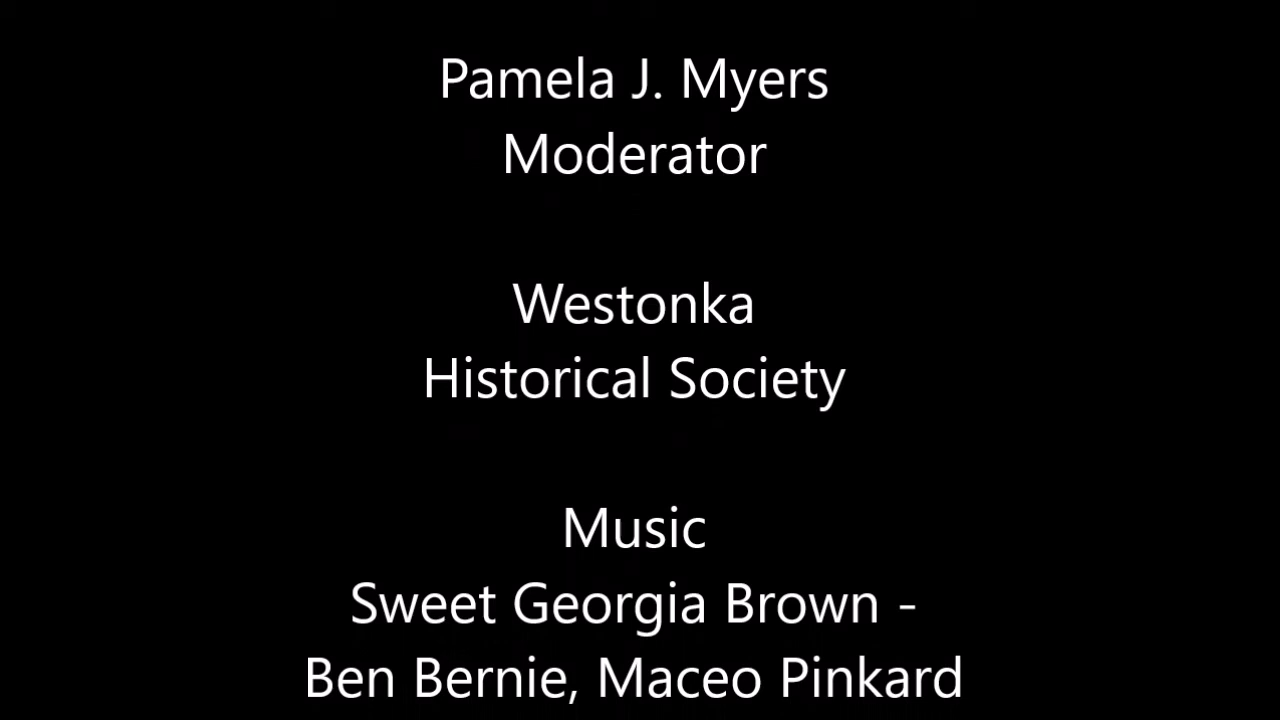 Pamela J. Myers
Moderator
Westonka
Historical Society
Music
Sweet Georgia Brown -
Ben Bernie, Maceo Pinkard